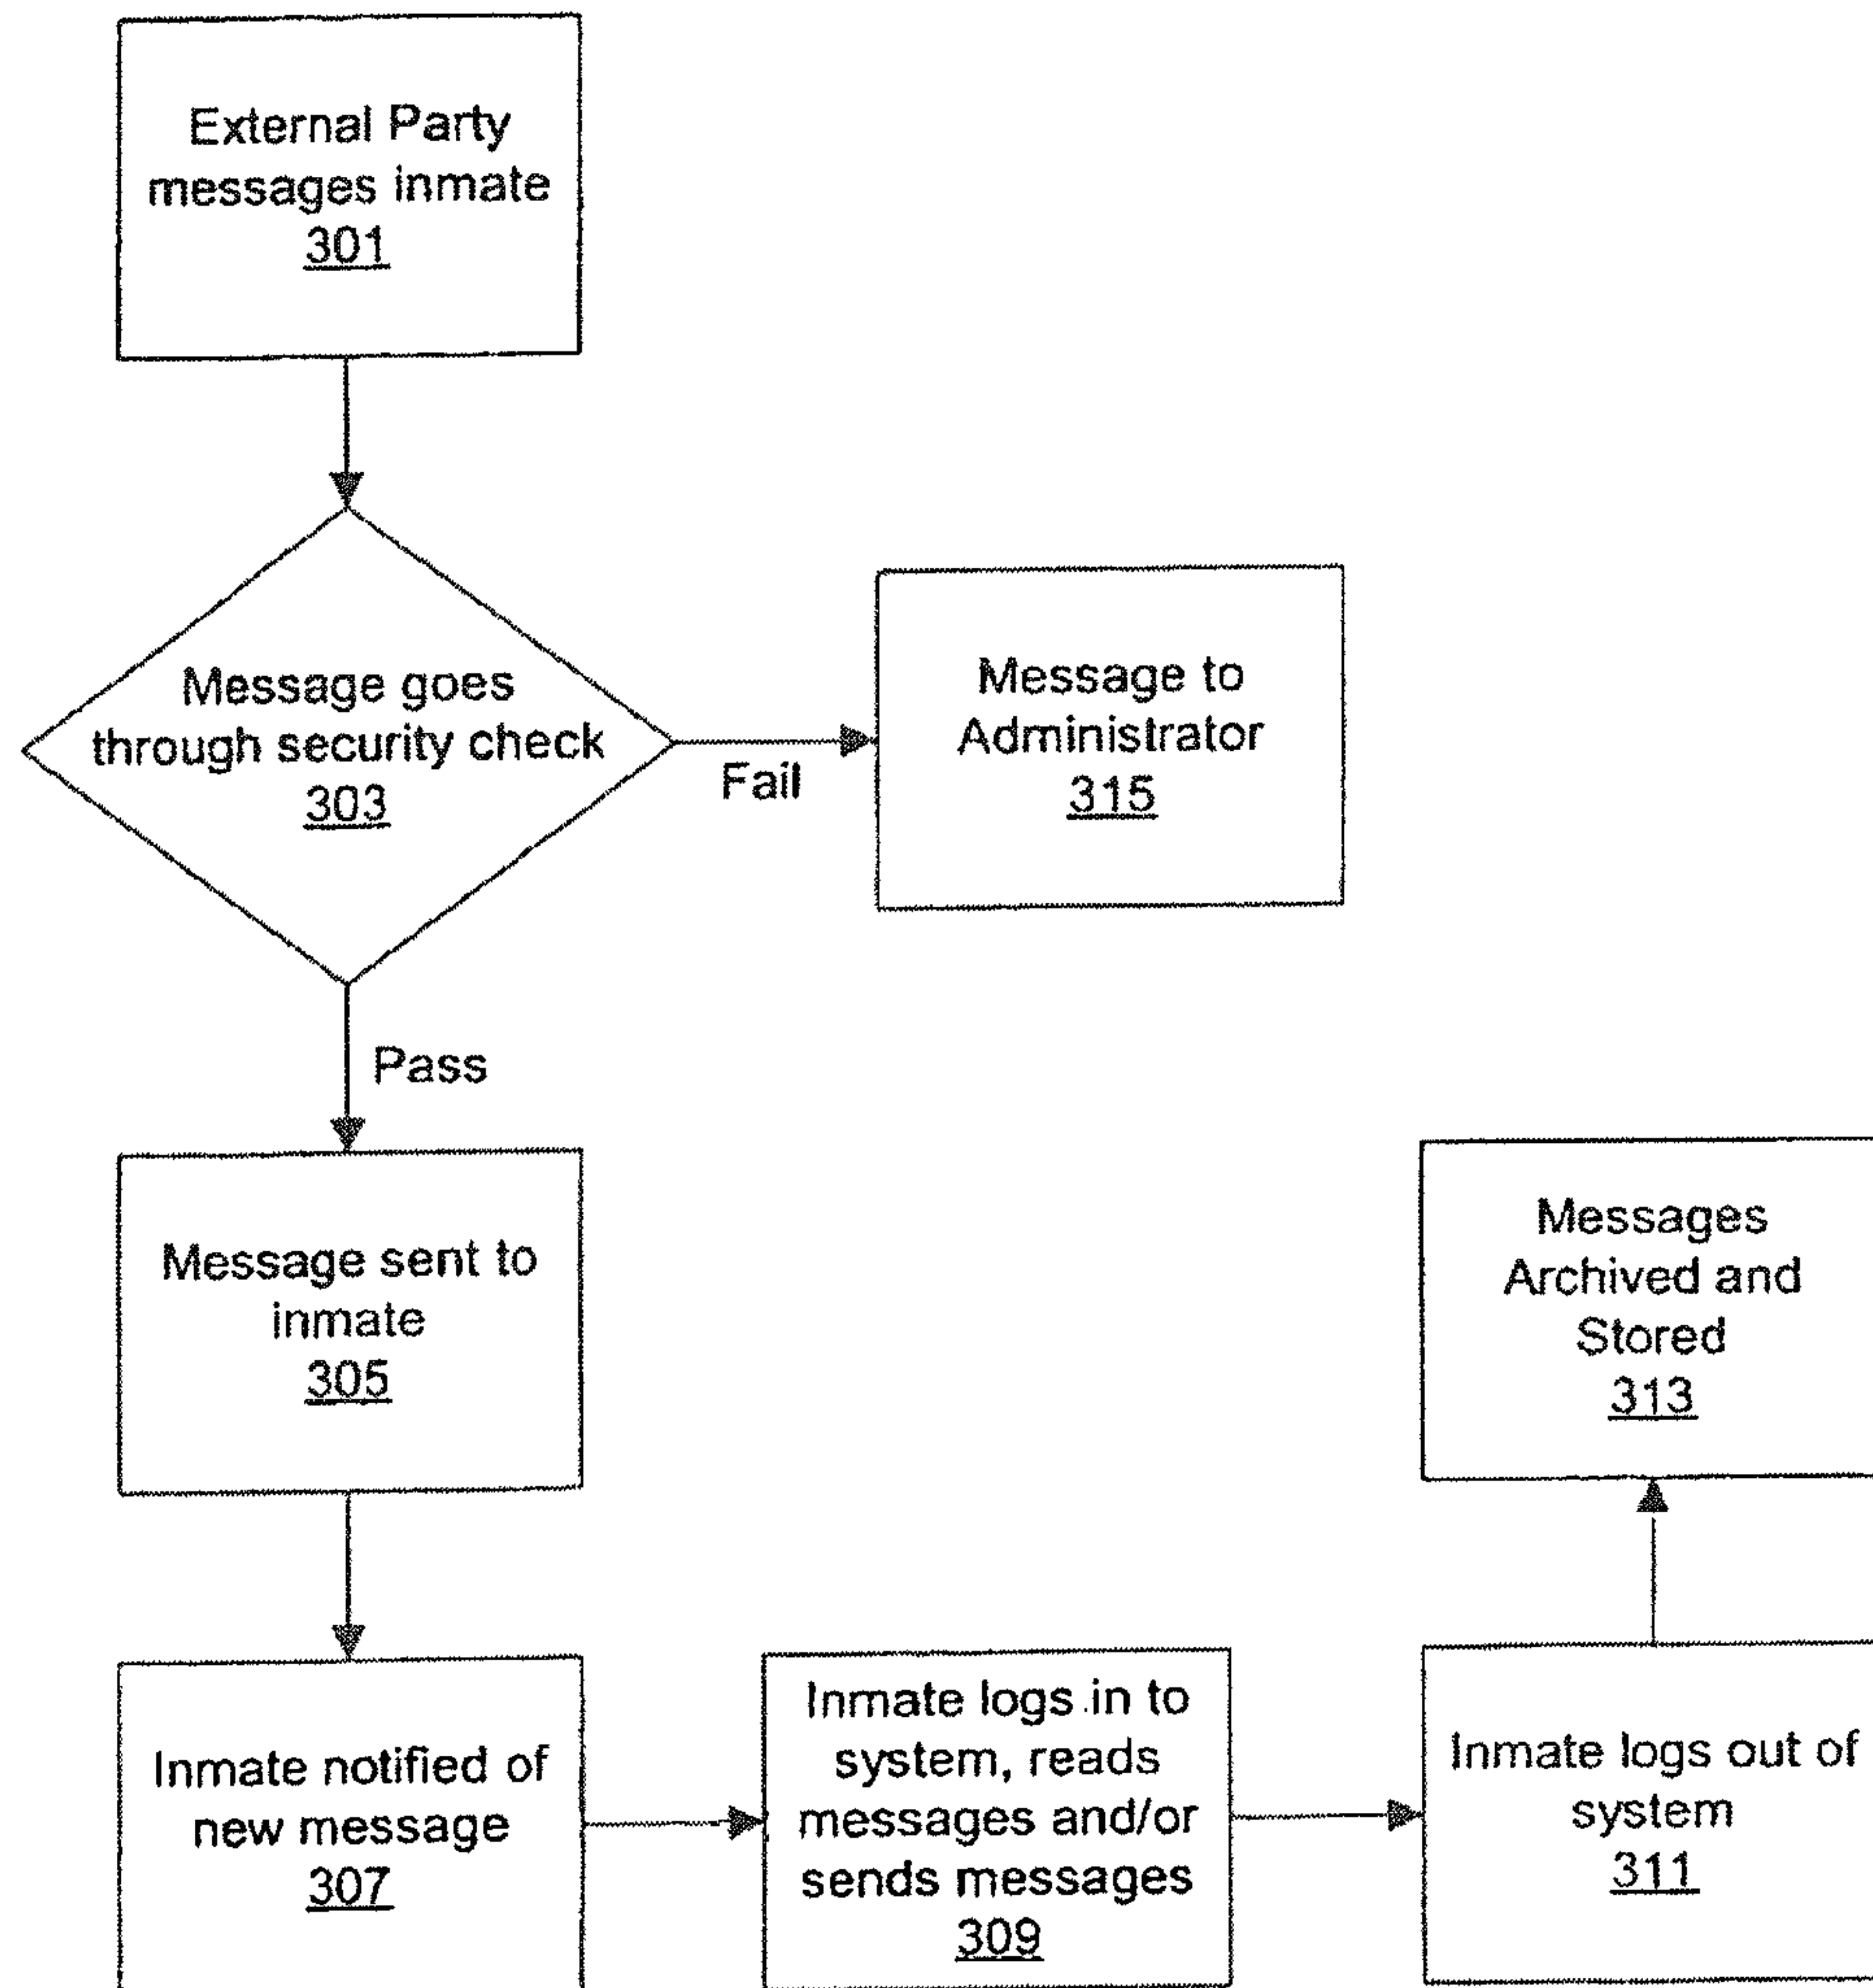 External Party
messages inmate
301
Message goes
through security check
303
Fail
Message to
Administrator
315
Pass
Message sent to
inmate
305
Messages
Archived and
Stored
313
Inmate notified of
new message
307
Inmate logs in to
system, reads
messages and/or
sends messages
309
Inmate logs out of
system
311